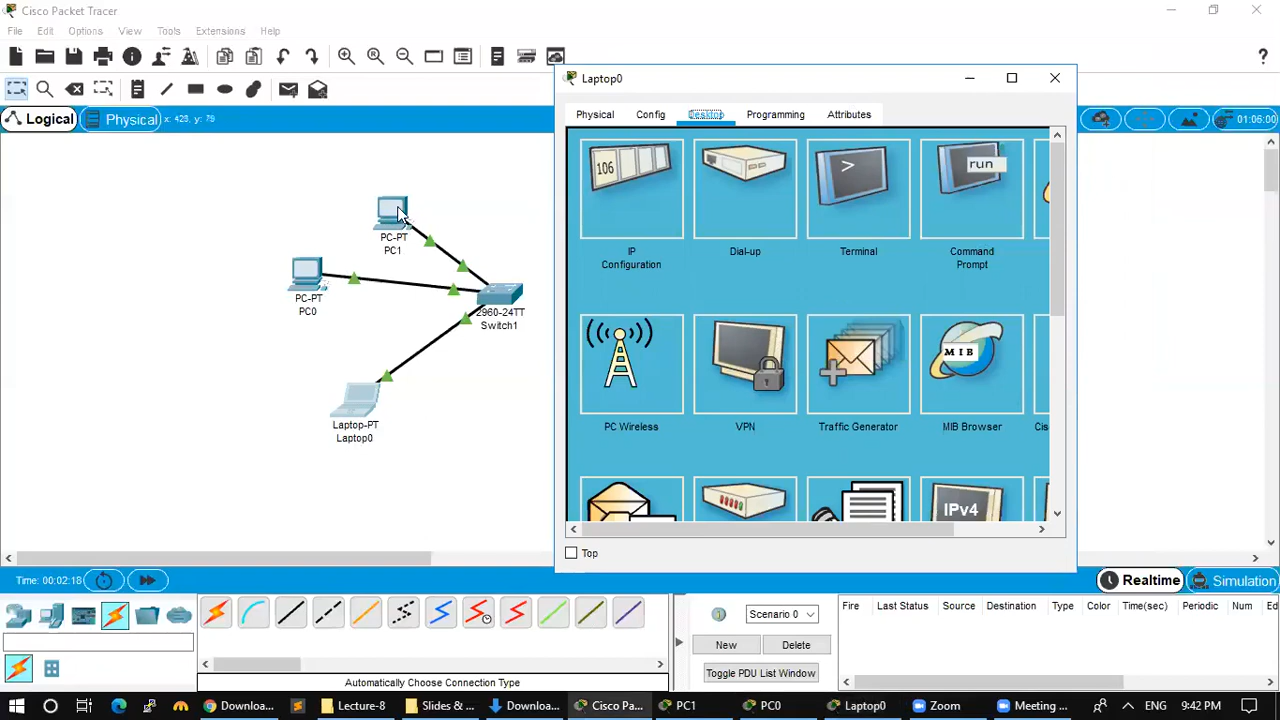 Cisco Packet Tracer
File Edit Options View Tools Extensions Help
Logical
Physical
x: 425, y: 79
01:06:00
PC-PT
PC1
PC-PT
PC0
2960-24TT
Switch1
Laptop-PT
Laptop0
Laptop0
Physical Config Desktop Programming Attributes
106
>
run
IP
Configuration
Dial-up
Terminal
Command
Prompt
MIB
PC Wireless
VPN
Traffic Generator
MIB Browser
Cis
IPv4
Top
Time: 00:02:18
Realtime
Simulation
Scenario 0
New
Delete
Toggle PDU List Window
Fire Last Status Source Destination Type Color Time(sec) Periodic Num Ed
Automatically Choose Connection Type
Downloa...
Lecture-8
Slides & ...
Downloa...
Cisco Pa...
PC1
PC0
Laptop0
Zoom
Meeting ...
ENG
9:42 PM